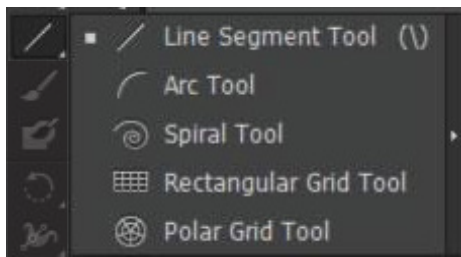 Line Segment Tool (\)
Arc Tool
Spiral Tool
Rectangular Grid Tool
Polar Grid Tool